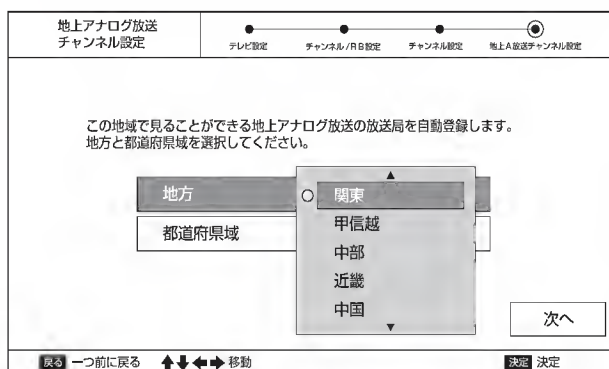 地上アナログ放送
チャンネル設定
テレビ設定
チャンネル/RB設定
チャンネル設定
地上A放送チャンネル設定
この地域で見ることができる地上アナログ放送の放送局を自動登録します。
地方と都道府県域を選択してください。
地方
関東
都道府県域
甲信越
中部
近畿
中国
次へ
戻る 一つ前に戻る 移動 決定 決定